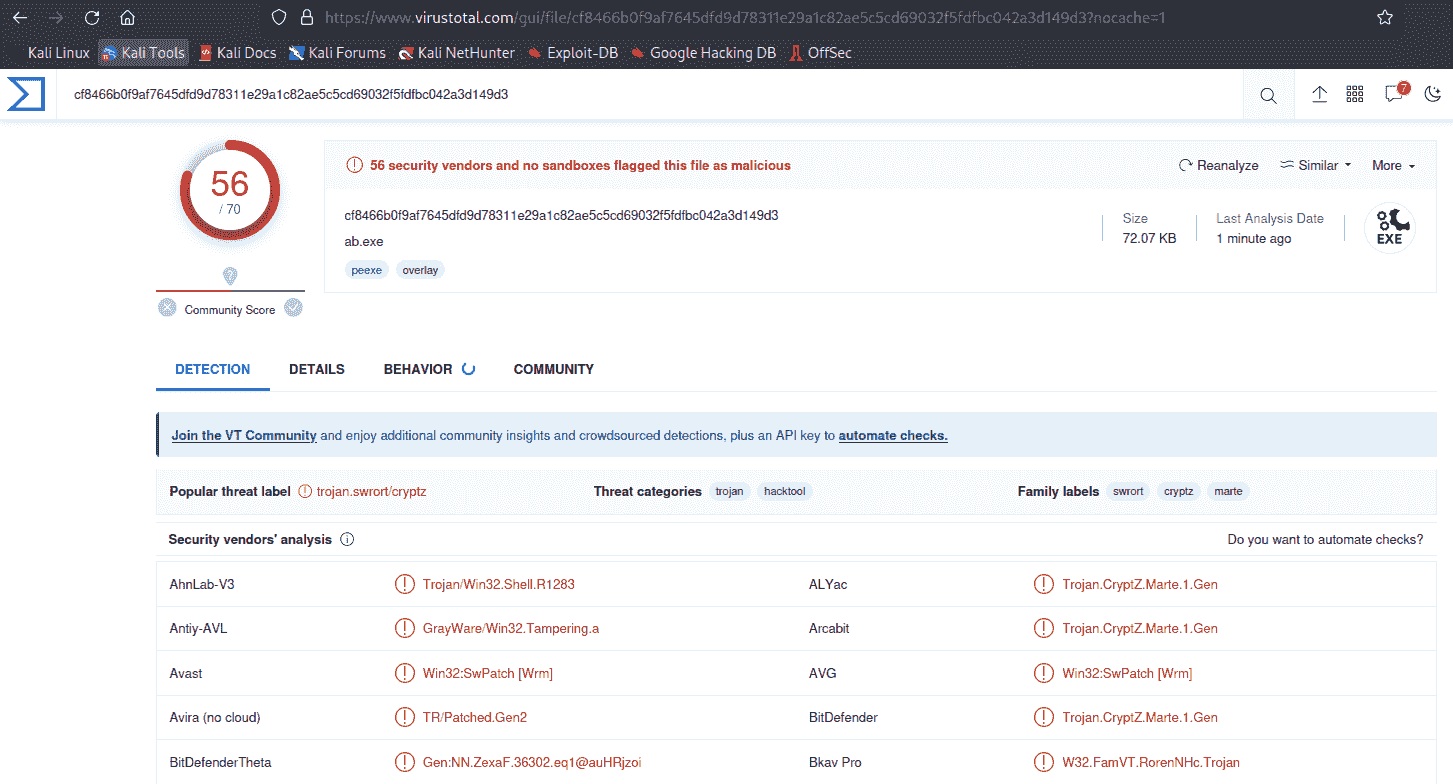 https://www.virustotal.com/gui/file/cf8466b0f9af7645dfd9d78311e29a1c82ae5c5cd69032f5fdfbc042a3d149d3?nocache=1
Kali Linux Kali Tools Kali Docs Kali Forums Kali NetHunter Exploit-DB Google Hacking DB OffSec
cf8466b0f9af7645dfd9d78311e29a1c82ae5c5cd69032f5fdfbc042a3d149d3
7
56
/ 70
Community Score
56 security vendors and no sandboxes flagged this file as malicious
Reanalyze Similar More
cf8466b0f9af7645dfd9d78311e29a1c82ae5c5cd69032f5fdfbc042a3d149d3
ab.exe
peexe overlay
Size
72.07 KB
Last Analysis Date
1 minute ago
EXE
DETECTION DETAILS BEHAVIOR COMMUNITY
Join the VT Community and enjoy additional community insights and crowdsourced detections, plus an API key to automate checks.
Popular threat label trojan.swrort/cryptz Threat categories trojan hacktool Family labels swrort cryptz marte
Security vendors' analysis Do you want to automate checks?
AhnLab-V3 Trojan/Win32.Shell.R1283 ALYac Trojan.CryptZ.Marte.1.Gen
Antiy-AVL GrayWare/Win32.Tampering.a Arcabit Trojan.CryptZ.Marte.1.Gen
Avast Win32:SwPatch [Wrm] AVG Win32:SwPatch [Wrm]
Avira (no cloud) TR/Patched.Gen2 BitDefender Trojan.CryptZ.Marte.1.Gen
BitDefenderTheta Gen:NN.ZexaF.36302.eq1@auHRjzoi Bkav Pro W32.FamVT.RorenNHc.Trojan